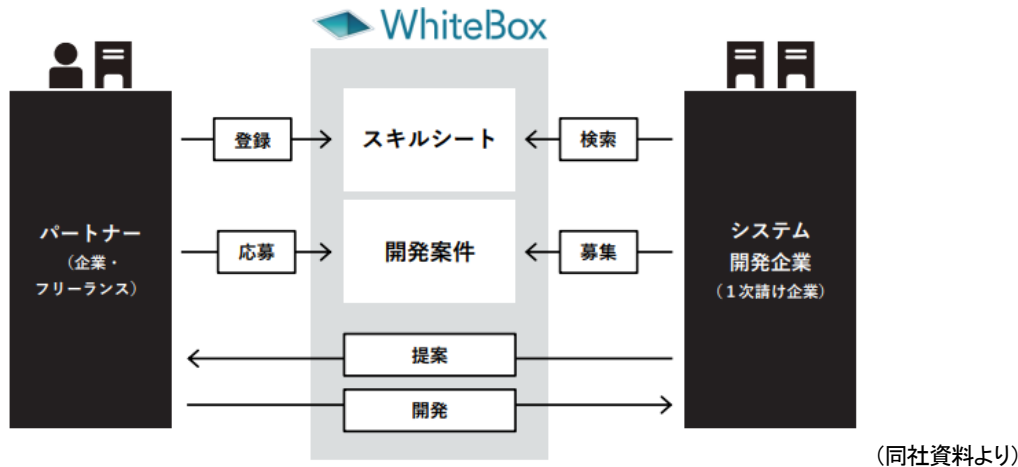 WhiteBox
パートナー
（企業・
フリーランス）
登録
スキルシート
検索
応募
開発案件
募集
提案
開発
システム
開発企業
（１次請け企業）
(同社資料より)